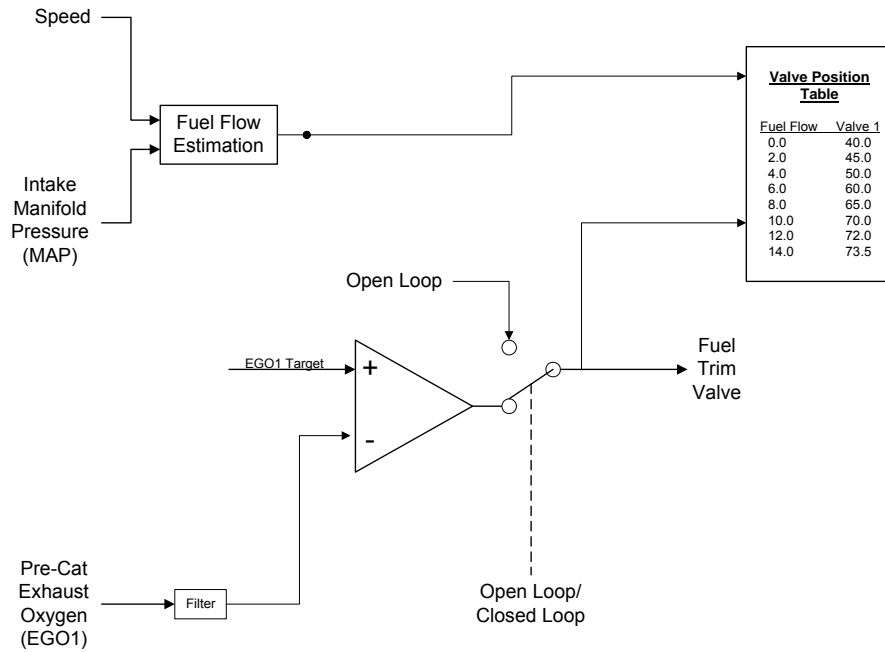 Speed
Fuel Flow
Estimation
Intake
Manifold
Pressure
(MAP)
Valve Position
Table
Fuel Flow Valve 1
0.0 40.0
2.0 45.0
4.0 50.0
6.0 60.0
8.0 65.0
10.0 70.0
12.0 72.0
14.0 73.5
Open Loop
EGO1 Target
+
-
Fuel
Trim
Valve
Pre-Cat
Exhaust
Oxygen
(EGO1)
Filter
Open Loop/
Closed Loop